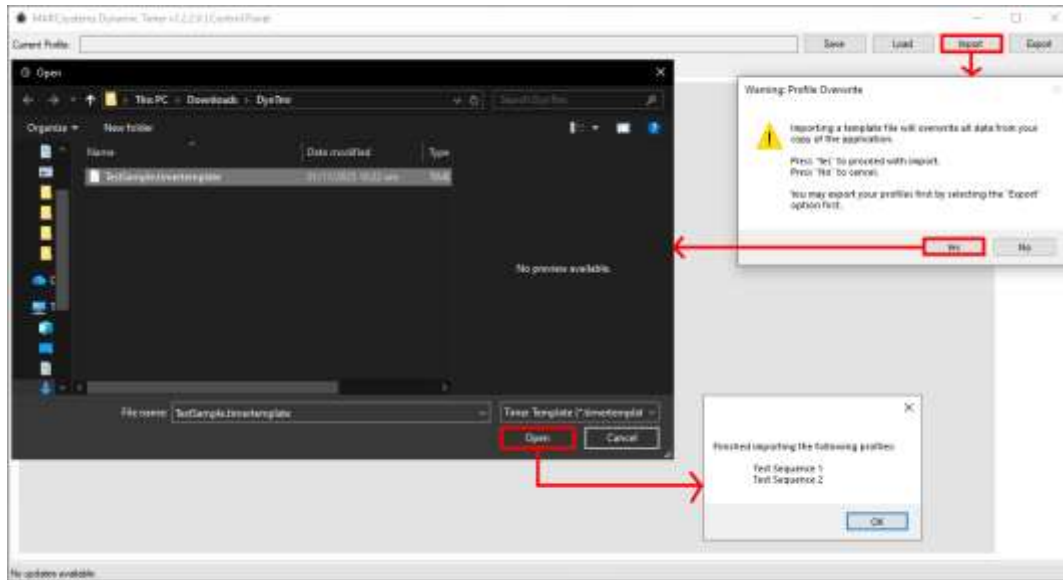 Control Panel
Current Profile:
Save
Load
Import
Export
Open
This PC
Downloads
Organize
New folder
Name
Date modified
Type
TestSample.timertemplate
No preview available.
File name:
TestSample.timertemplate
Open
Cancel
Warning: Profile Overwrite
Importing a template file will overwrite all data from your
copy of the application.
Press 'Yes' to proceed with import.
Press 'No' to cancel.
You may export your profiles first by selecting the 'Export'
option first.
Yes
No
Finished importing the following profiles:
Test Sequence 1
Test Sequence 2
OK
No updates available